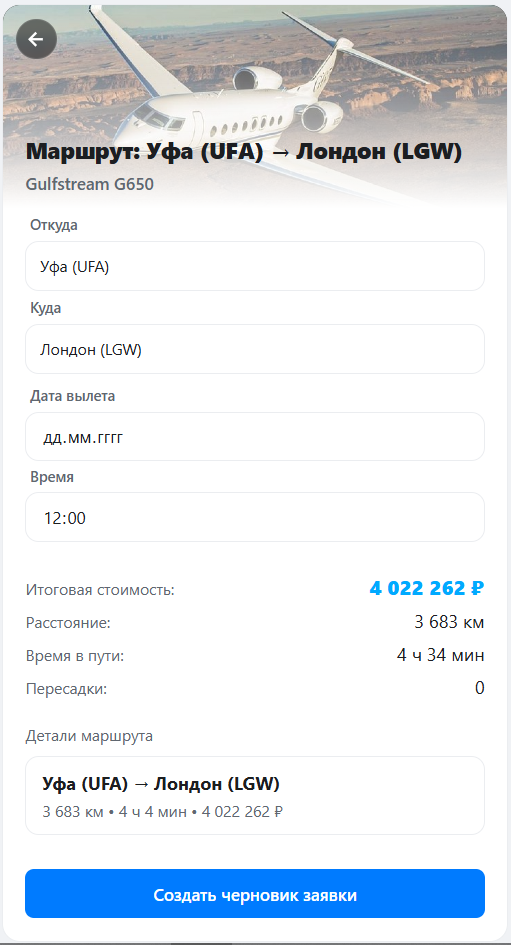 Маршрут: Уфа (UFA) → Лондон (LGW)
Gulfstream G650
Откуда
Уфа (UFA)
Куда
Лондон (LGW)
Дата вылета
дд.мм.гггг
Время
12:00
Итоговая стоимость: 4 022 262 ₽
Расстояние: 3 683 км
Время в пути: 4 ч 34 мин
Пересадки: 0
Детали маршрута
Уфа (UFA) → Лондон (LGW)
3 683 км • 4 ч 4 мин • 4 022 262 ₽
Создать черновик заявки